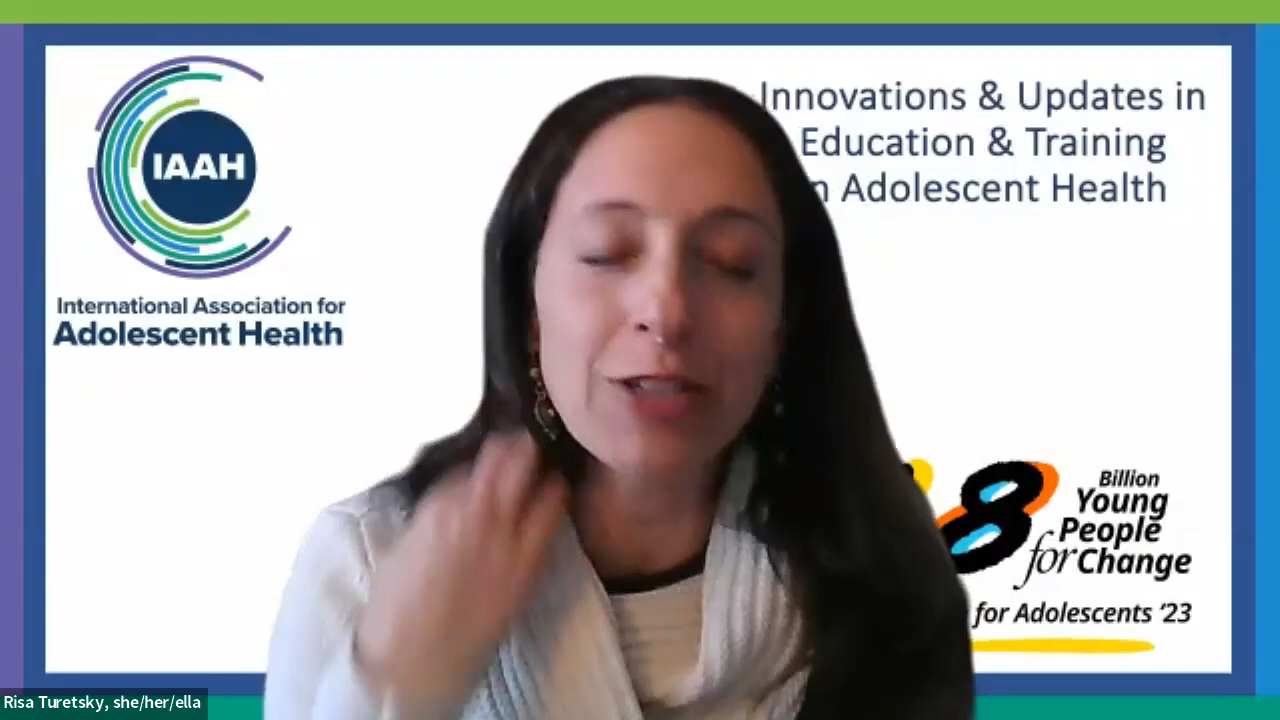 IAAH
International Association for
Adolescent Health
Innovations & Updates in
Education & Training
Adolescent Health
8
Billion
Young
People
for Change
for Adolescents ‘23
Risa Turetsky, she/her/ella